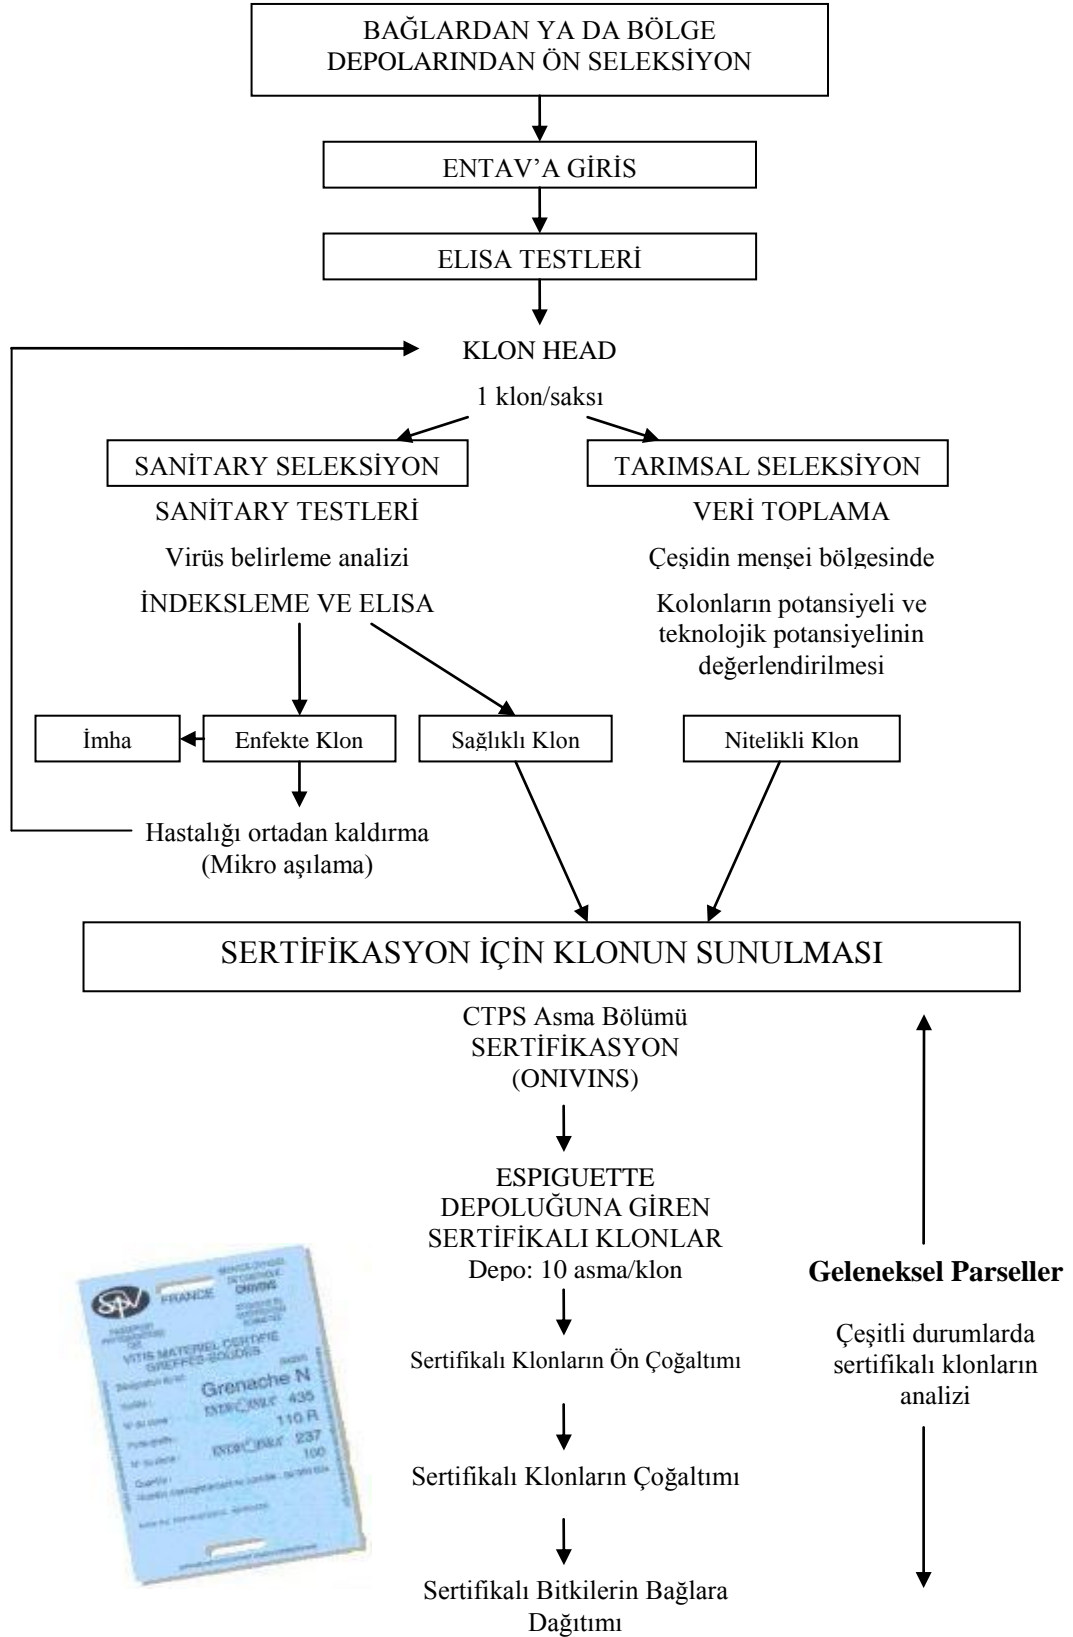 BAĞLARDAN YA DA BÖLGE
DEPOLARINDAN ÖN SELEKSİYON
ENTAV’A GİRİS
ELISA TESTLERİ
KLON HEAD
1 klon/saksı
SANİTARY SELEKSİYON
SANİTARY TESTLERİ
Virüs belirleme analizi
İNDEKSLEME VE ELISA
TARIMSAL SELEKSİYON
VERİ TOPLAMA
Çeşidin menşei bölgesinde
Kolonların potansiyeli ve
teknolojik potansiyelinin
değerlendirilmesi
İmha
Enfekte Klon
Sağlıklı Klon
Nitelikli Klon
Hastalığı ortadan kaldırma
(Mikro aşılama)
SERTİFİKASYON İÇİN KLONUN SUNULMASI
CTPS Asma Bölümü
SERTİFİKASYON
(ONIVINS)
ESPIGUETTE
DEPOLUĞUNA GİREN
SERTİFİKALI KLONLAR
Depo: 10 asma/klon
Sertifikalı Klonların Ön Çoğaltımı
Sertifikalı Klonların Çoğaltımı
Sertifikalı Bitkilerin Bağlara
Dağıtımı
Geleneksel Parseller
Çeşitli durumlarda
sertifikalı klonların
analizi
FRANCE
ONIVINS
VITIS MATERIEL CERTIFIE
GREFFES-SOUDES
Grenache N
435
110 R
237
100